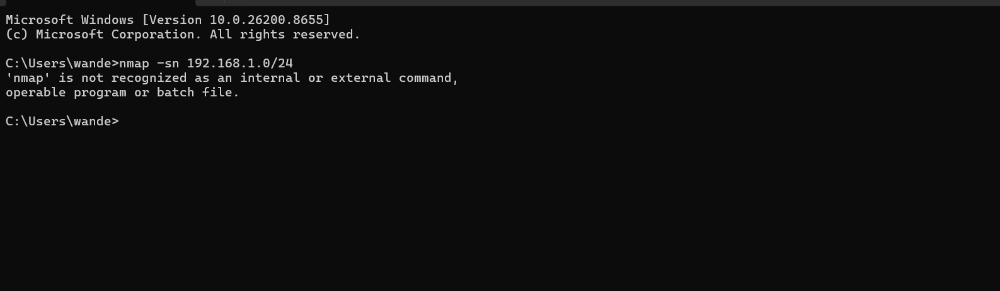 Microsoft Windows [Version 10.0.26200.8655]
(c) Microsoft Corporation. All rights reserved.
C:\Users\wande>nmap -sn 192.168.1.0/24
'nmap' is not recognized as an internal or external command,
operable program or batch file.
C:\Users\wande>